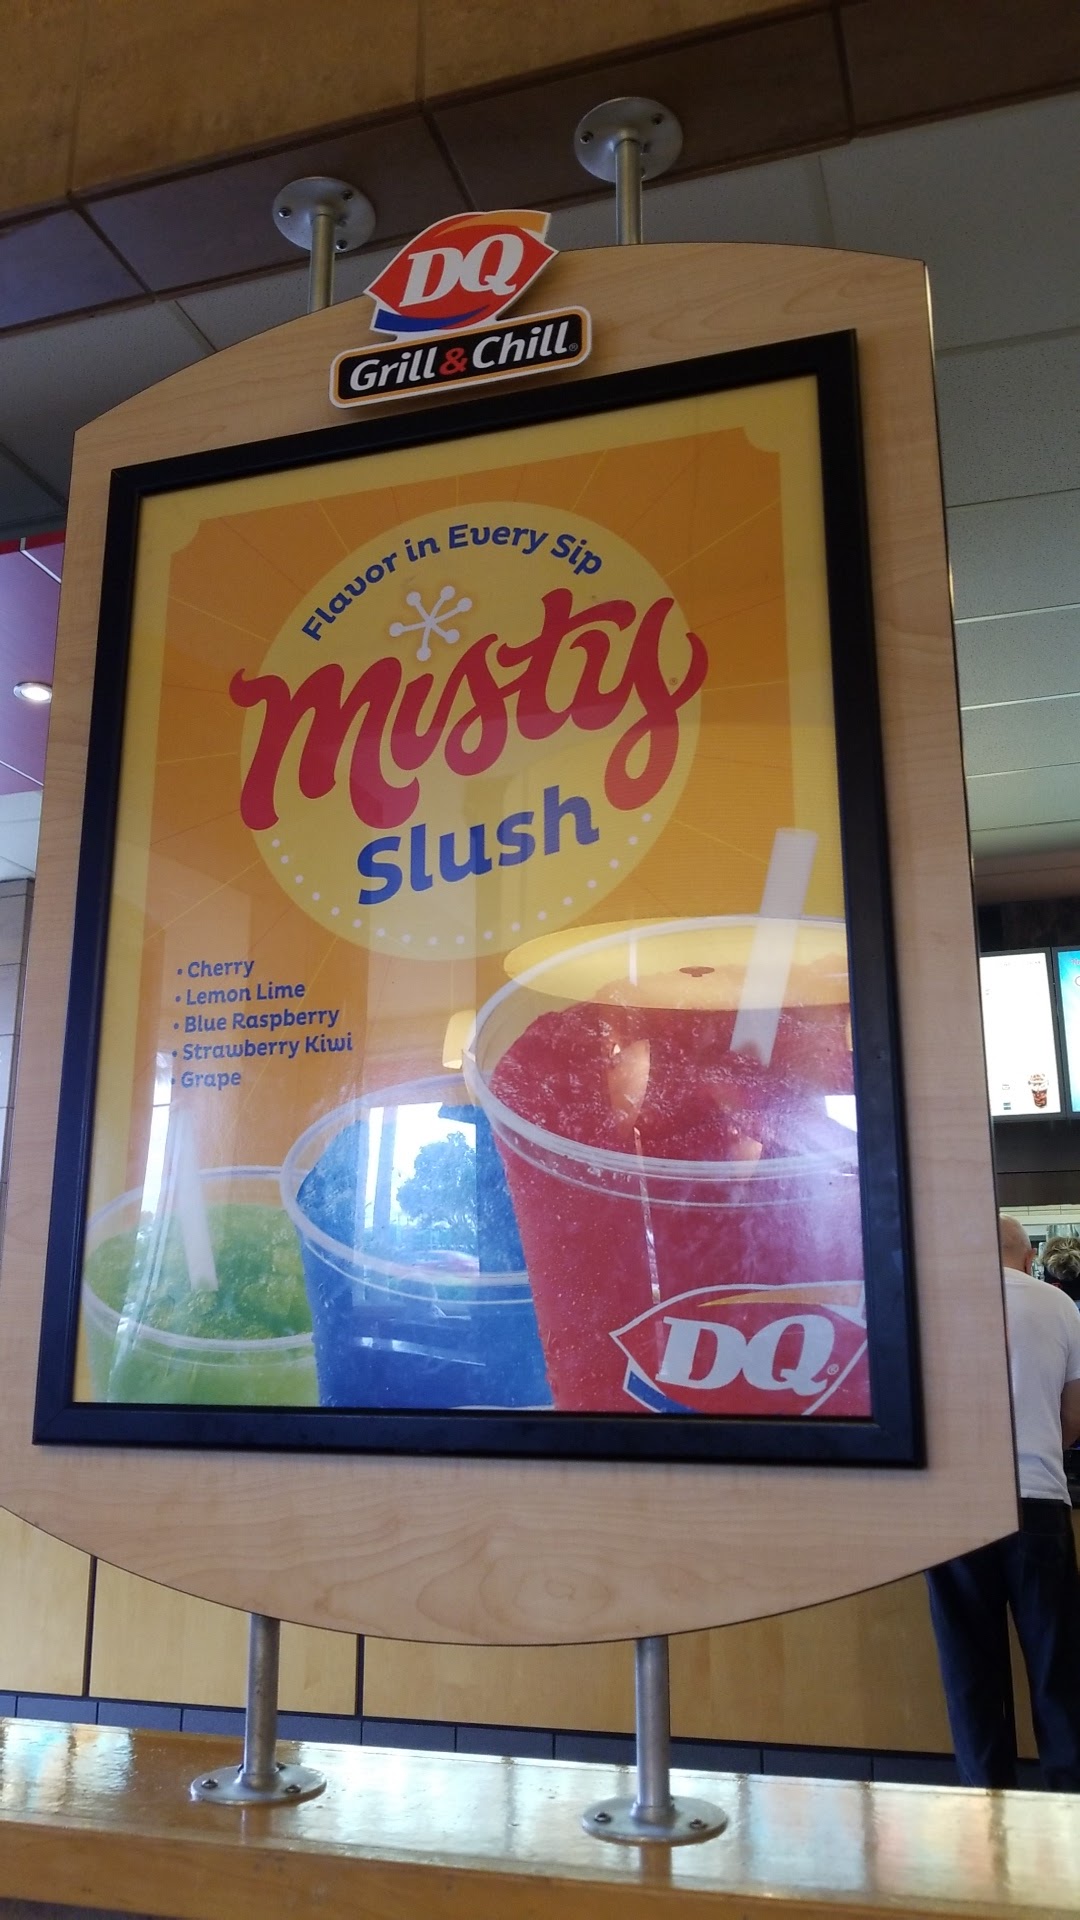 DQ
Grill & Chill
Flavor in Every Sip
Misty
Slush
• Cherry
• Lemon Lime
• Blue Raspberry
• Strawberry Kiwi
• Grape
DQ